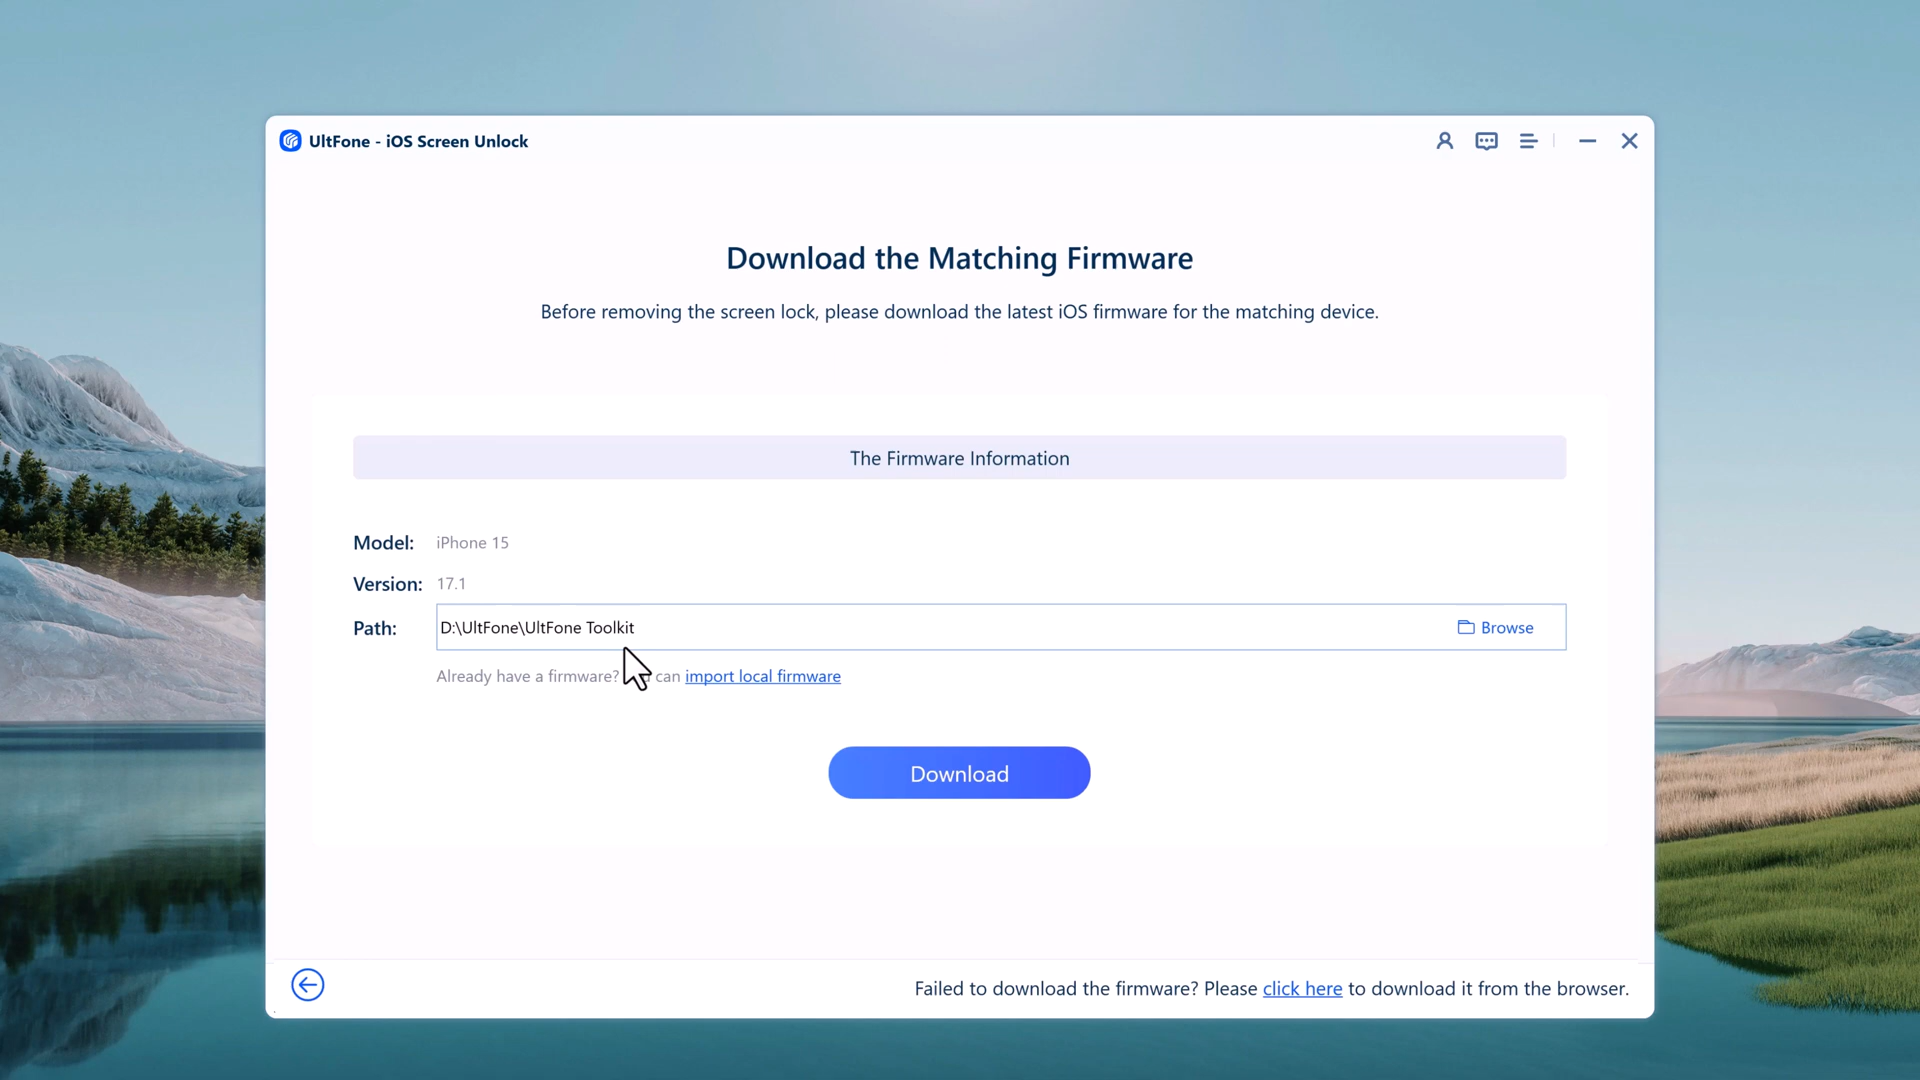 UltFone - iOS Screen Unlock
Download the Matching Firmware
Before removing the screen lock, please download the latest iOS firmware for the matching device.
The Firmware Information
Model: iPhone 15
Version: 17.1
Path: D:\UltFone\UltFone Toolkit Browse
Already have a firmware? can import local firmware
Download
Failed to download the firmware? Please click here to download it from the browser.